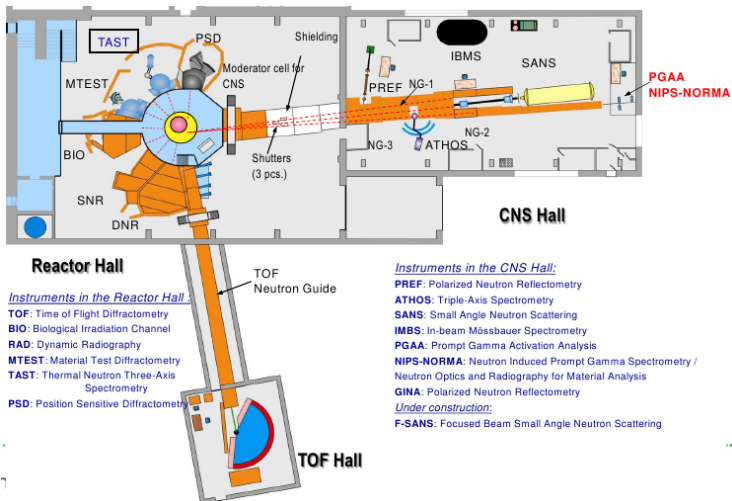 TAST
PSD
Shielding
Moderator cell for
CNS
MTEST
BIO
SNR
DNR
Shutters
(3 pcs.)
PREF
NG-1
IBMS
SANS
PGAA
NIPS-NORMA
NG-3
ATHOS
NG-2
CNS Hall
Reactor Hall
TOF
Neutron Guide
TOF Hall
Instruments in the Reactor Hall :
TOF: Time of Flight Diffractometry
BIO: Biological Irradiation Channel
RAD: Dynamic Radiography
MTEST: Material Test Diffractometry
TAST: Thermal Neutron Three-Axis
Spectrometry
PSD: Position Sensitive Diffractometry
Instruments in the CNS Hall:
PREF: Polarized Neutron Reflectometry
ATHOS: Triple-Axis Spectrometry
SANS: Small Angle Neutron Scattering
IMBS: In-beam Mössbauer Spectrometry
PGAA: Prompt Gamma Activation Analysis
NIPS-NORMA: Neutron Induced Prompt Gamma Spectrometry /
Neutron Optics and Radiography for Material Analysis
GINA: Polarized Neutron Reflectometry
Under construction:
F-SANS: Focused Beam Small Angle Neutron Scattering